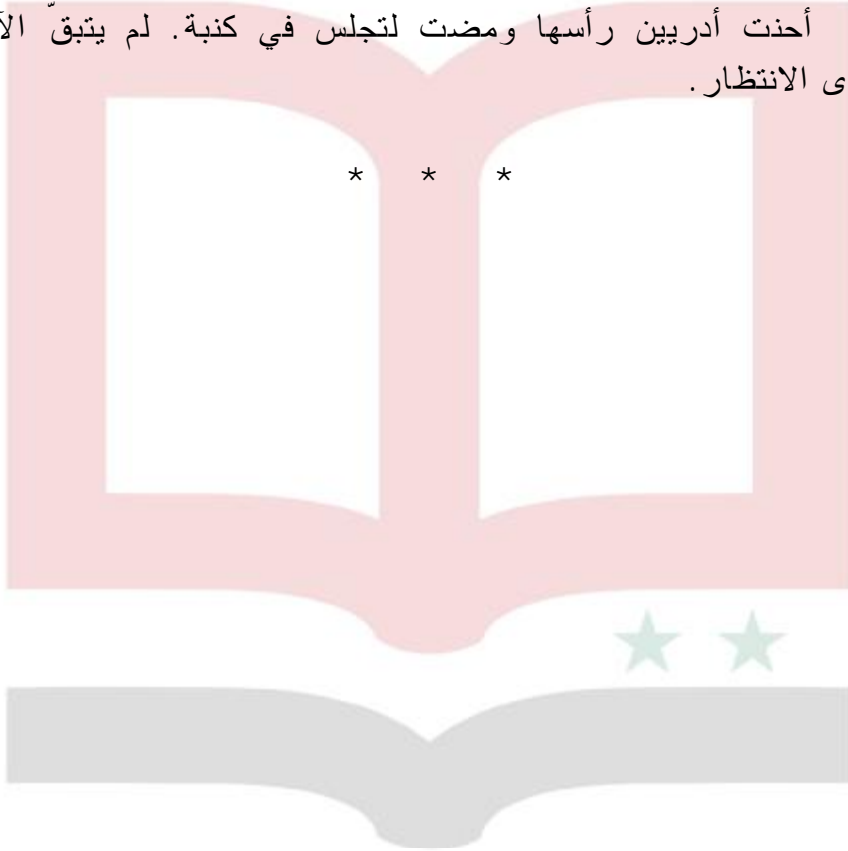 أحنت أدريين رأسها ومضت لتجلس في كنبة. لم يتبقّ
الانتظار.
* * *